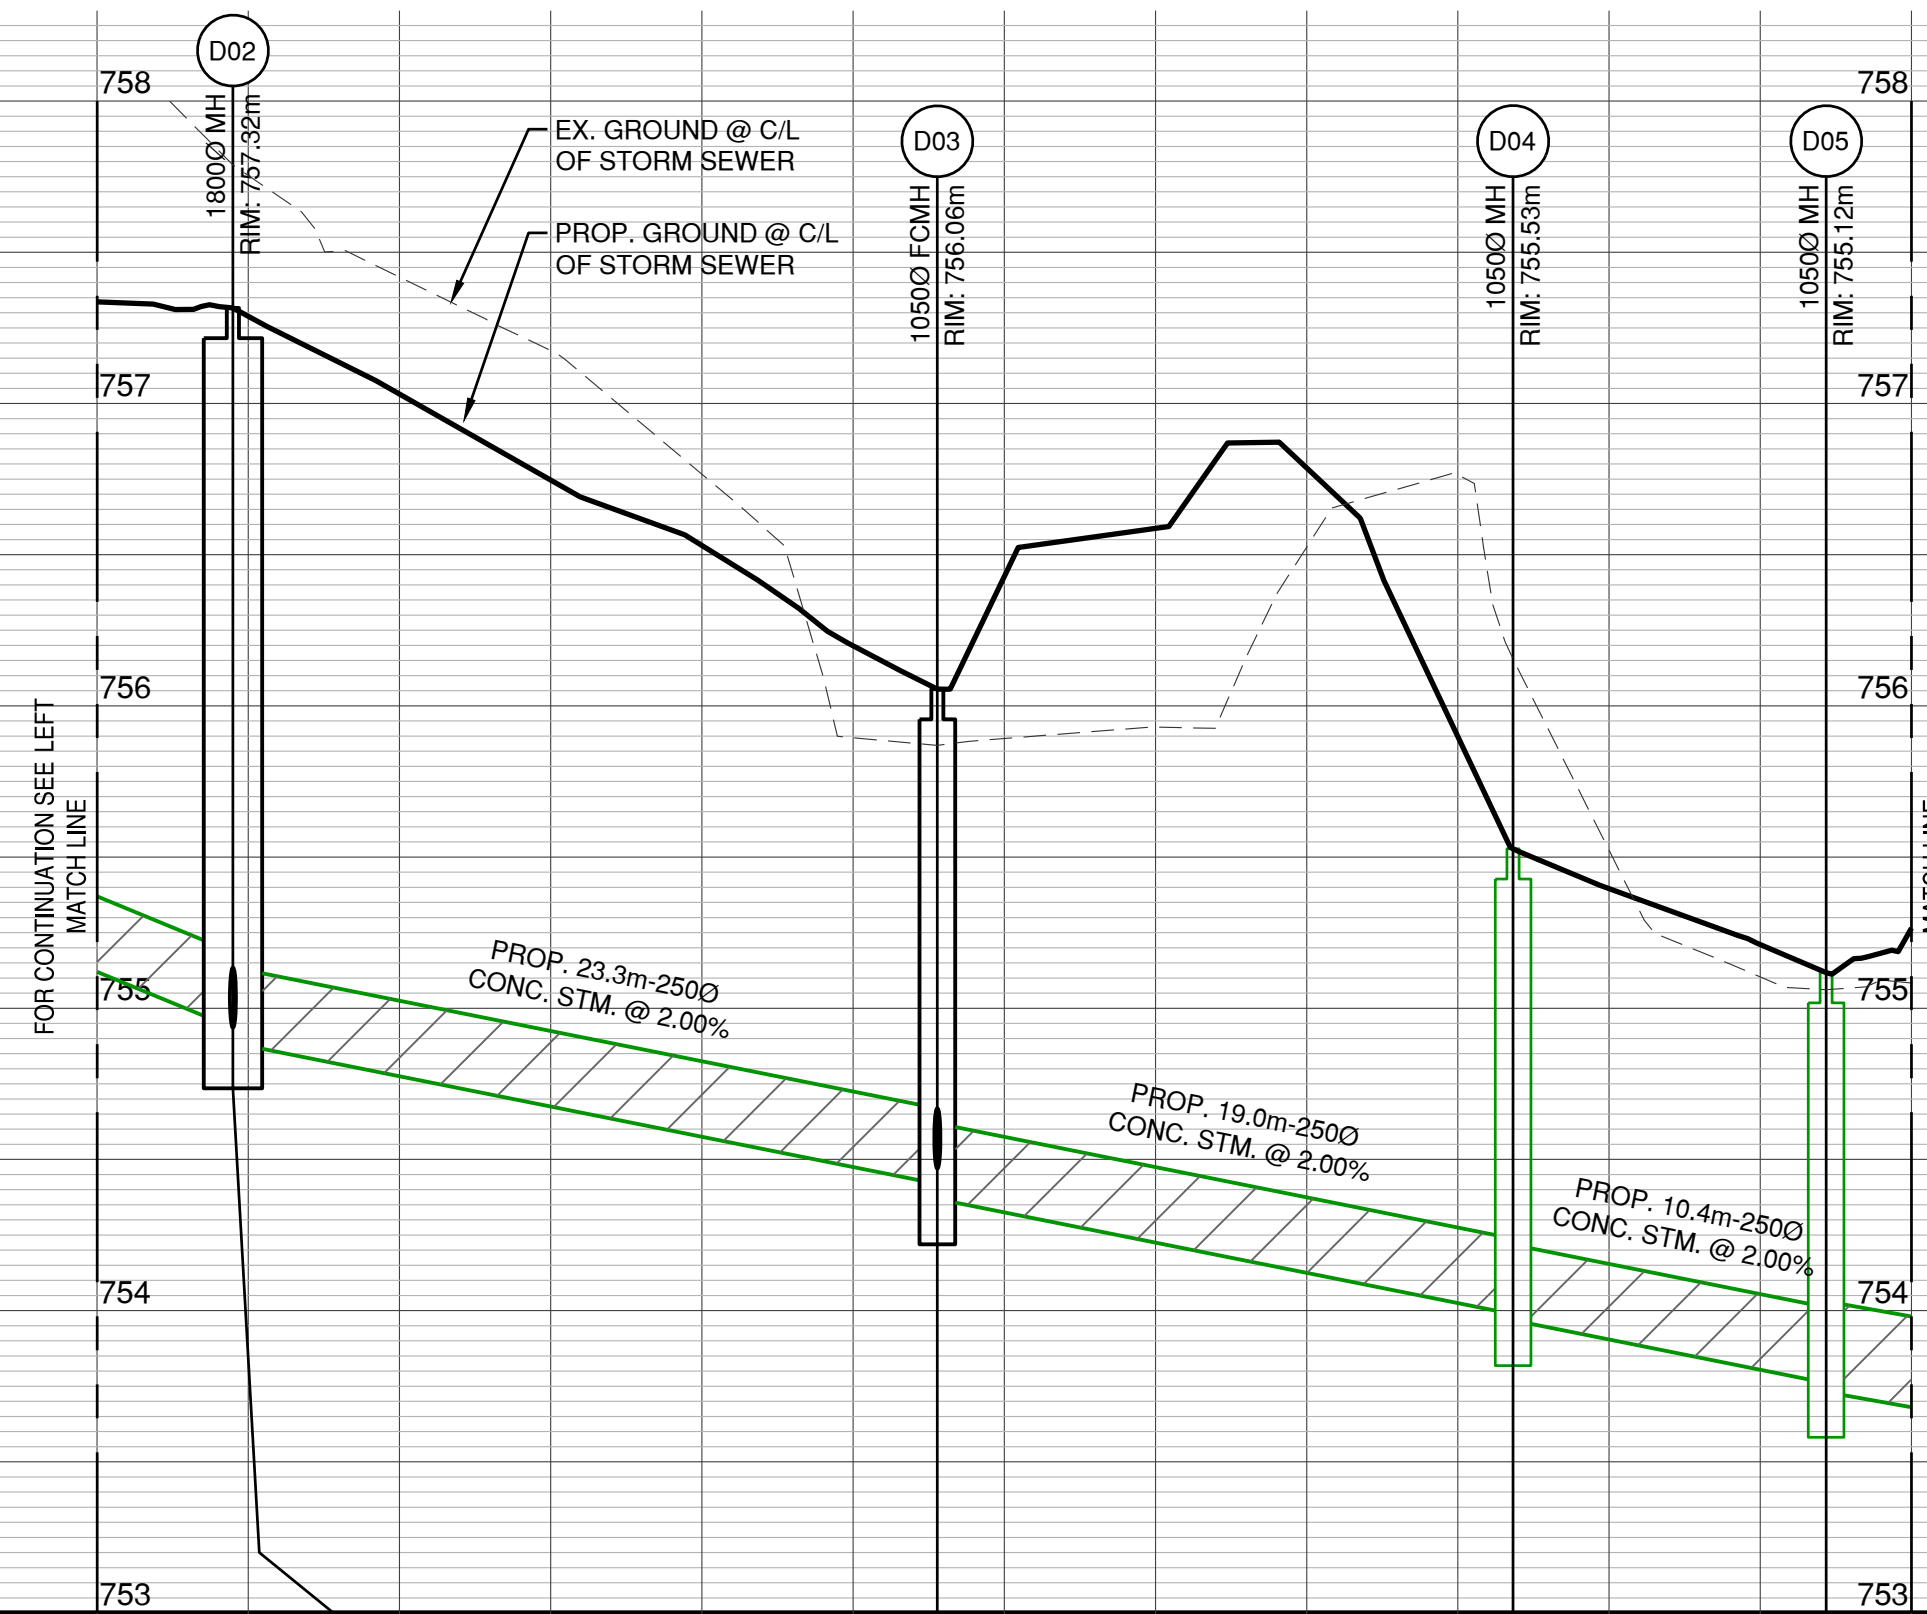 D02
758
758
1800Ø MH
RIM: 757.32m
EX. GROUND @ C/L
OF STORM SEWER
D03
D04
D05
1050Ø FCMH
RIM: 756.06m
1050Ø MH
RIM: 755.53m
1050Ø MH
RIM: 755.12m
PROP. GROUND @ C/L
OF STORM SEWER
757
757
756
756
FOR CONTINUATION SEE LEFT
MATCH LINE
MATCH LINE
755
755
PROP. 23.3m-250Ø
CONC. STM. @ 2.00%
PROP. 19.0m-250Ø
CONC. STM. @ 2.00%
PROP. 10.4m-250Ø
CONC. STM. @ 2.00%
754
754
753
753